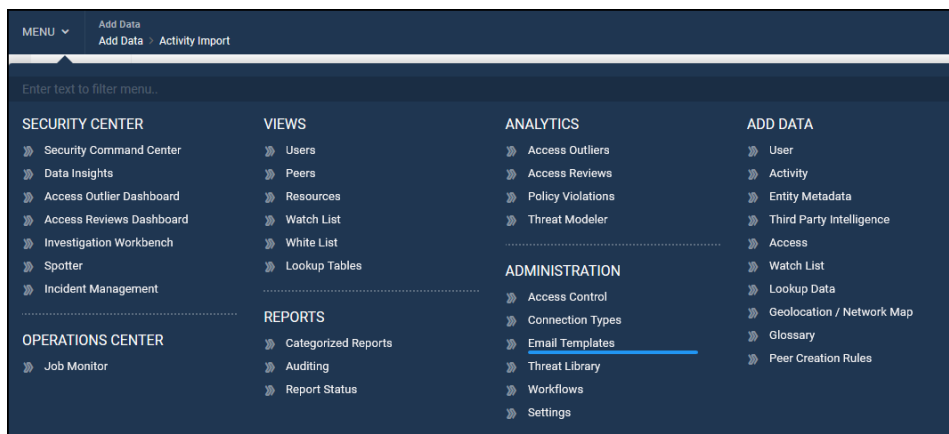 MENU
Add Data
Add Data > Activity Import
Enter text to filter menu..
SECURITY CENTER
Security Command Center
Data Insights
Access Outlier Dashboard
Access Reviews Dashboard
Investigation Workbench
Spotter
Incident Management
OPERATIONS CENTER
Job Monitor
VIEWS
Users
Peers
Resources
Watch List
White List
Lookup Tables
REPORTS
Categorized Reports
Auditing
Report Status
ANALYTICS
Access Outliers
Access Reviews
Policy Violations
Threat Modeler
ADMINISTRATION
Access Control
Connection Types
Email Templates
Threat Library
Workflows
Settings
ADD DATA
User
Activity
Entity Metadata
Third Party Intelligence
Access
Watch List
Lookup Data
Geolocation / Network Map
Glossary
Peer Creation Rules